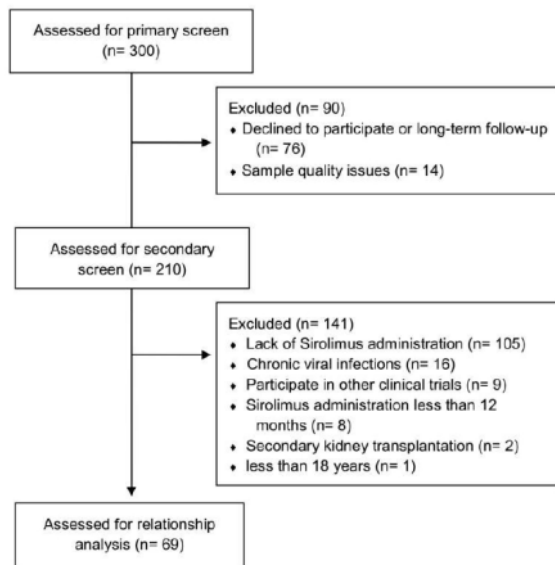 Assessed for primary screen
(n= 300)
Excluded (n= 90)
♦ Declined to participate or long-term follow-up
(n= 76)
♦ Sample quality issues (n= 14)
Assessed for secondary
screen (n= 210)
Excluded (n= 141)
♦ Lack of Sirolimus administration (n= 105)
♦ Chronic viral infections (n= 16)
♦ Participate in other clinical trials (n= 9)
♦ Sirolimus administration less than 12
months (n= 8)
♦ Secondary kidney transplantation (n= 2)
♦ less than 18 years (n= 1)
Assessed for relationship
analysis (n= 69)